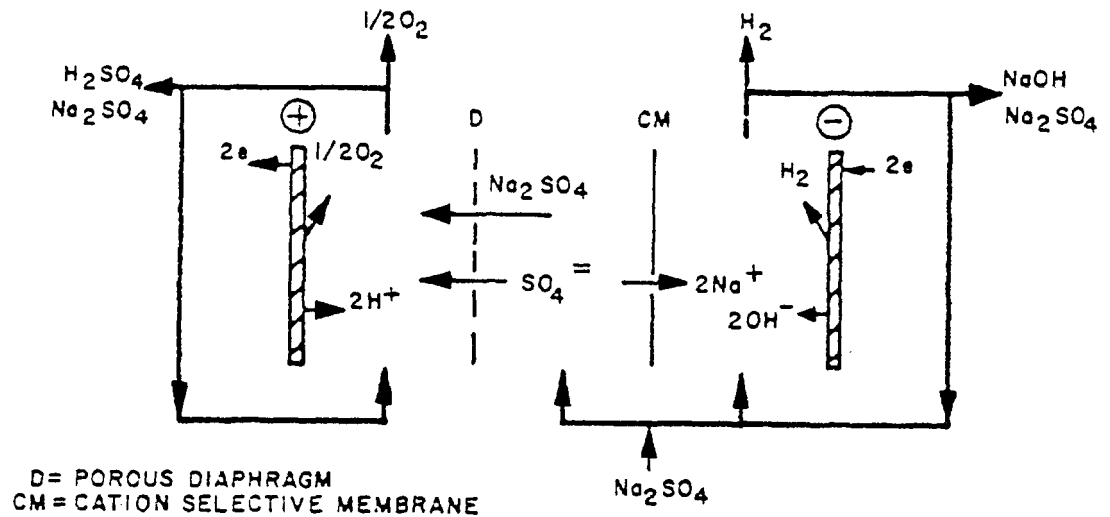 1/2O2
H2
H2SO4
Na2SO4
NaOH
Na2SO4
+
D
CM
−
2e
1/2O2
H2
2e
Na2SO4
SO4=
2Na+
2H+
2OH−
Na2SO4
D= POROUS DIAPHRAGM
CM=CATION SELECTIVE MEMBRANE